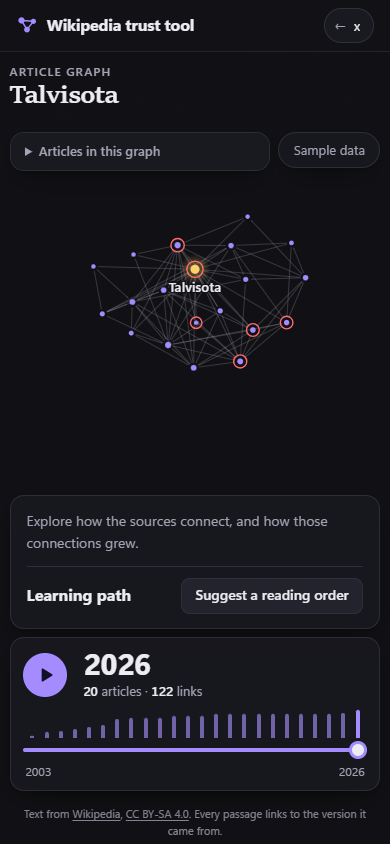 Wikipedia trust tool
← x
ARTICLE GRAPH
Talvisota
▶ Articles in this graph
Sample data
Talvisota
Explore how the sources connect, and how those
connections grew.
Learning path
Suggest a reading order
2026
20 articles · 122 links
2003
2026
Text from Wikipedia, CC BY-SA 4.0. Every passage links to the version it
came from.